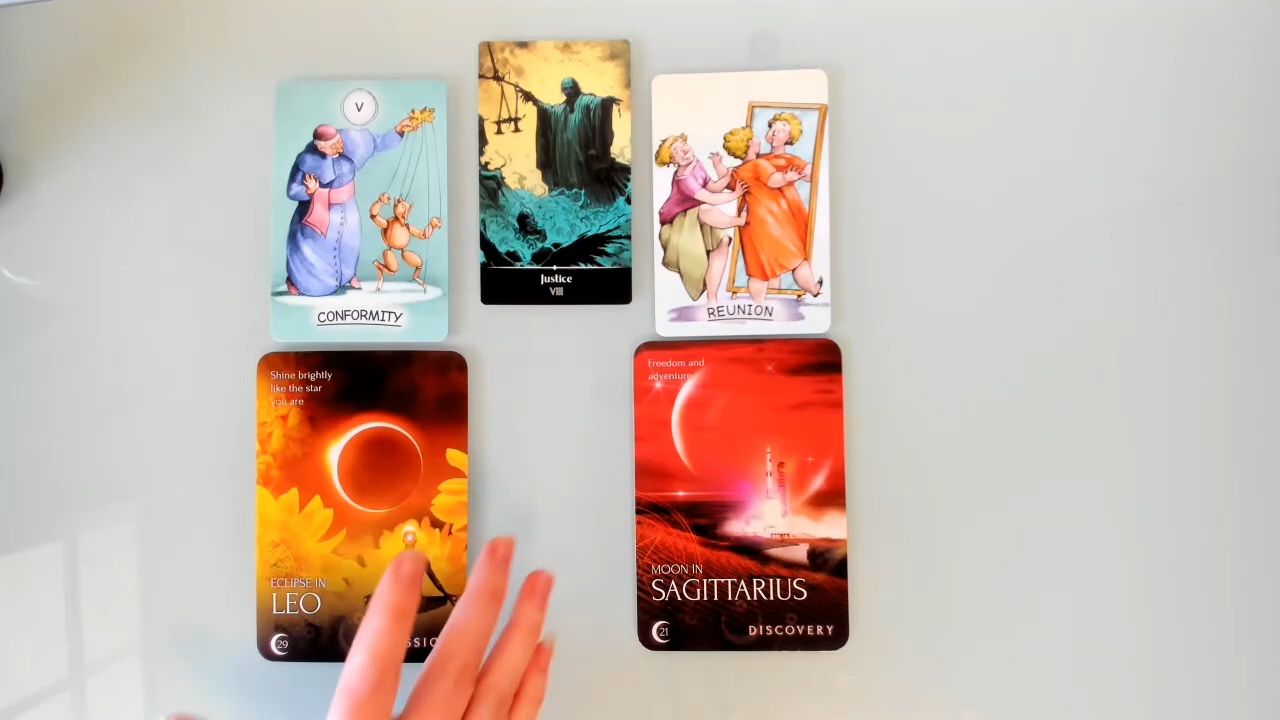 V
CONFORMITY
Justice
VIII
REUNION
Shine brightly
like the star
you are
ECLIPSE IN
LEO
29
Freedom and
adventure
MOON IN
SAGITTARIUS
21
DISCOVERY